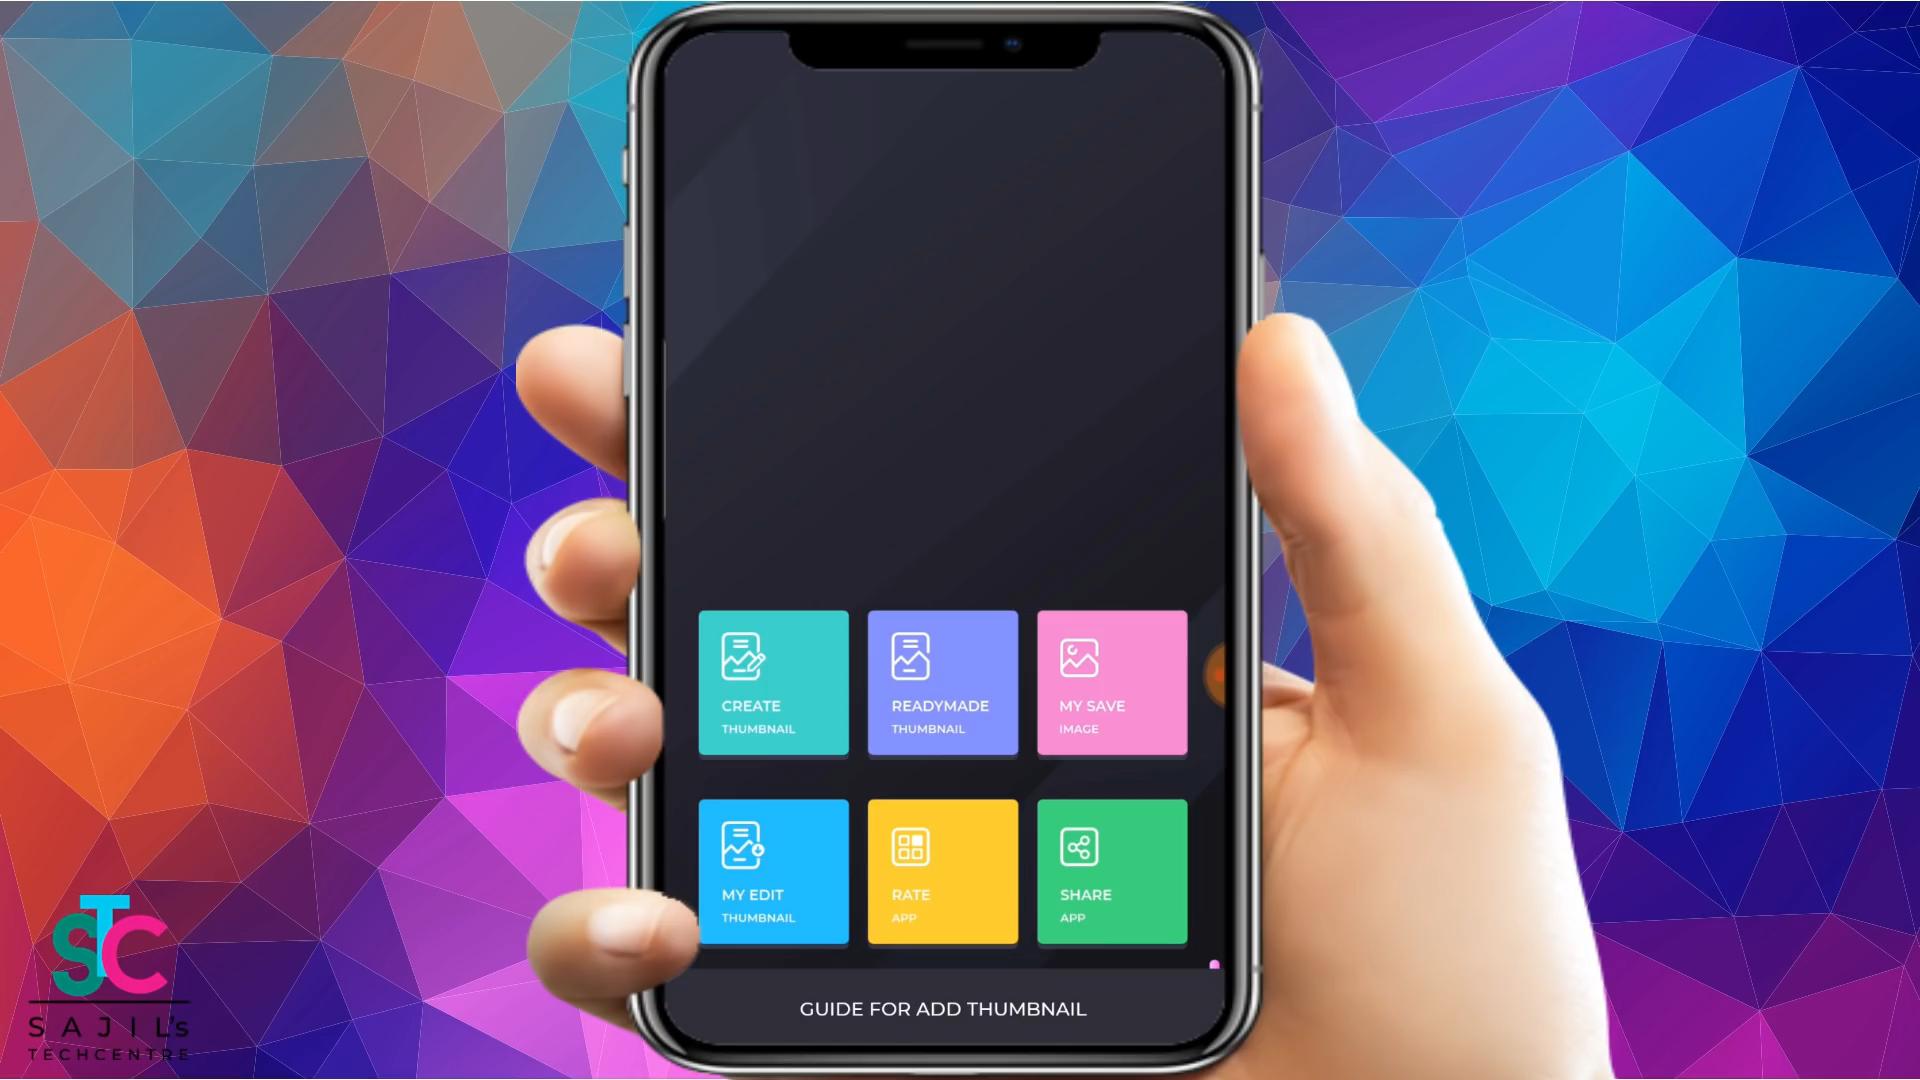 CREATE
THUMBNAIL
READYMADE
THUMBNAIL
MY SAVE
IMAGE
MY EDIT
THUMBNAIL
RATE
APP
SHARE
APP
GUIDE FOR ADD THUMBNAIL
STC
SAJIL's
TECHCENTRE